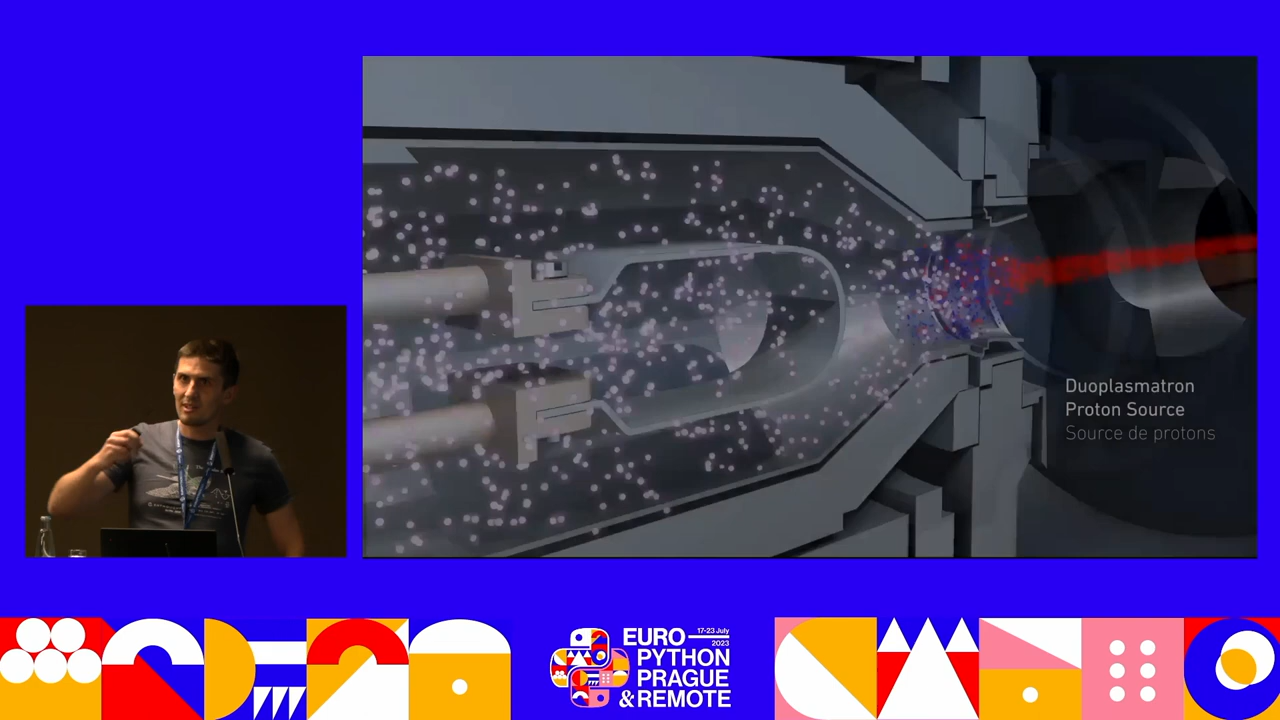 Duoplasmatron
Proton Source
Source de protons
EURO
17-23 July
2023
PYTHON
PRAGUE
& REMOTE